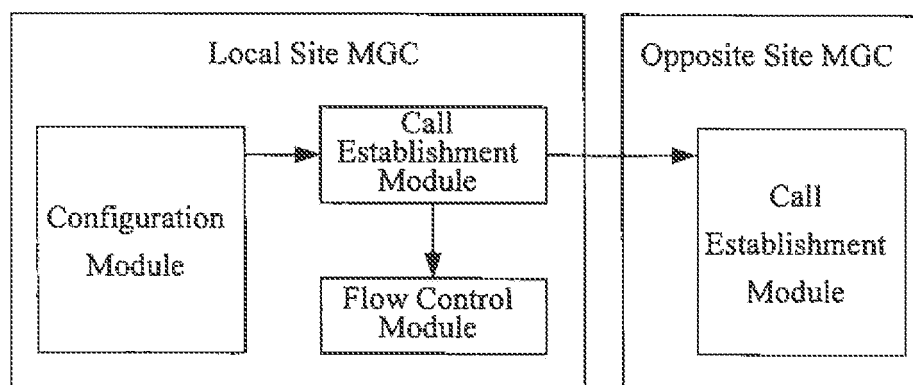 Local Site MGC
Configuration
Module
Call
Establishment
Module
Flow Control
Module
Opposite Site MGC
Call
Establishment
Module